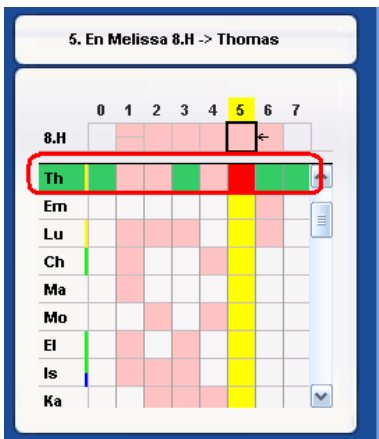 5. En Melissa 8.H -> Thomas
0 1 2 3 4 5 6 7
8.H
Th
Em
Lu
Ch
Ma
Mo
El
Is
Ka